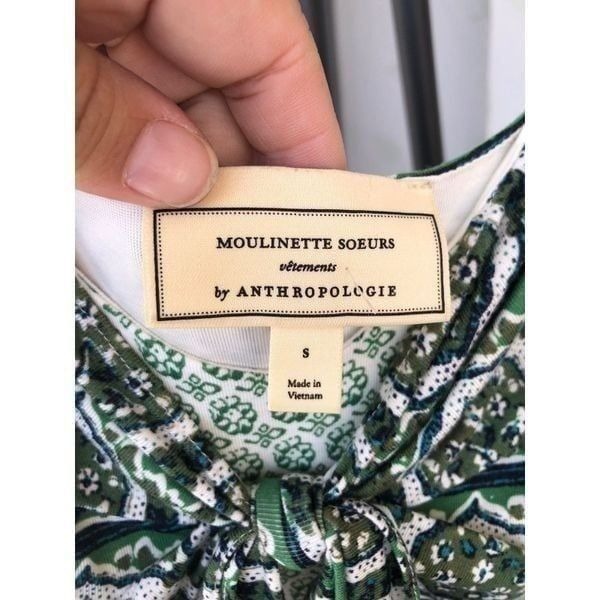 MOULINETTE SOEURS
vêtements
by ANTHROPOLOGIE
S
Made in
Vietnam